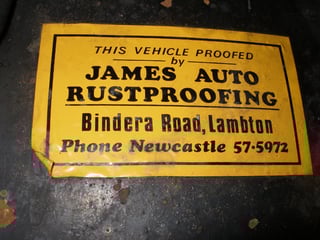 THIS VEHICLE PROOFED
by
JAMES AUTO
RUSTPROOFING
Bindera Road, Lambton
Phone Newcastle 57-5972